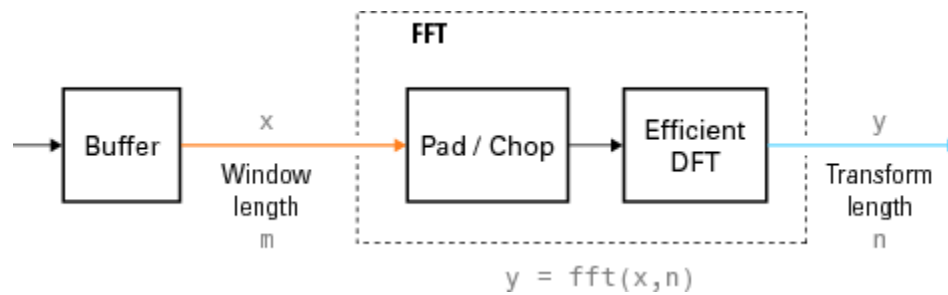 FFT
Buffer
x
Window
length
m
Pad / Chop
Efficient
DFT
y
Transform
length
n
y = fft(x,n)